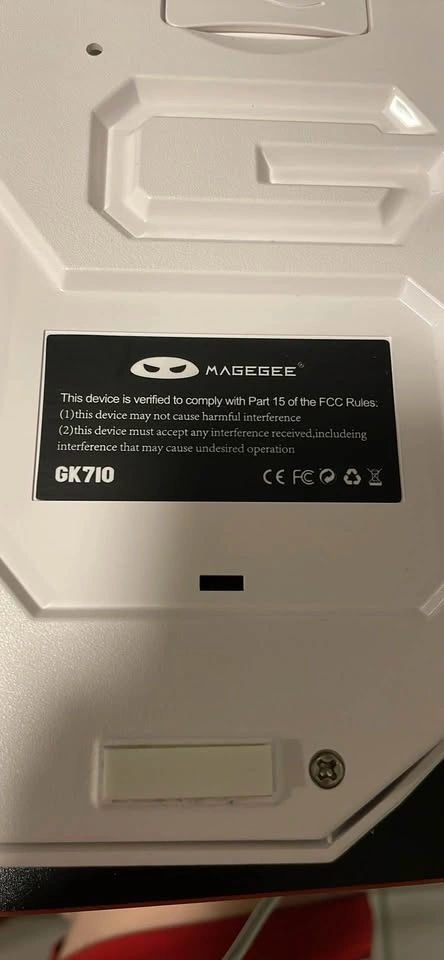 MAGEGEE®
This device is verified to comply with Part 15 of the FCC Rules:
(1)this device may not cause harmful interference
(2)this device must accept any interference received,includeing
interference that may cause undesired operation
GK710 CE FC